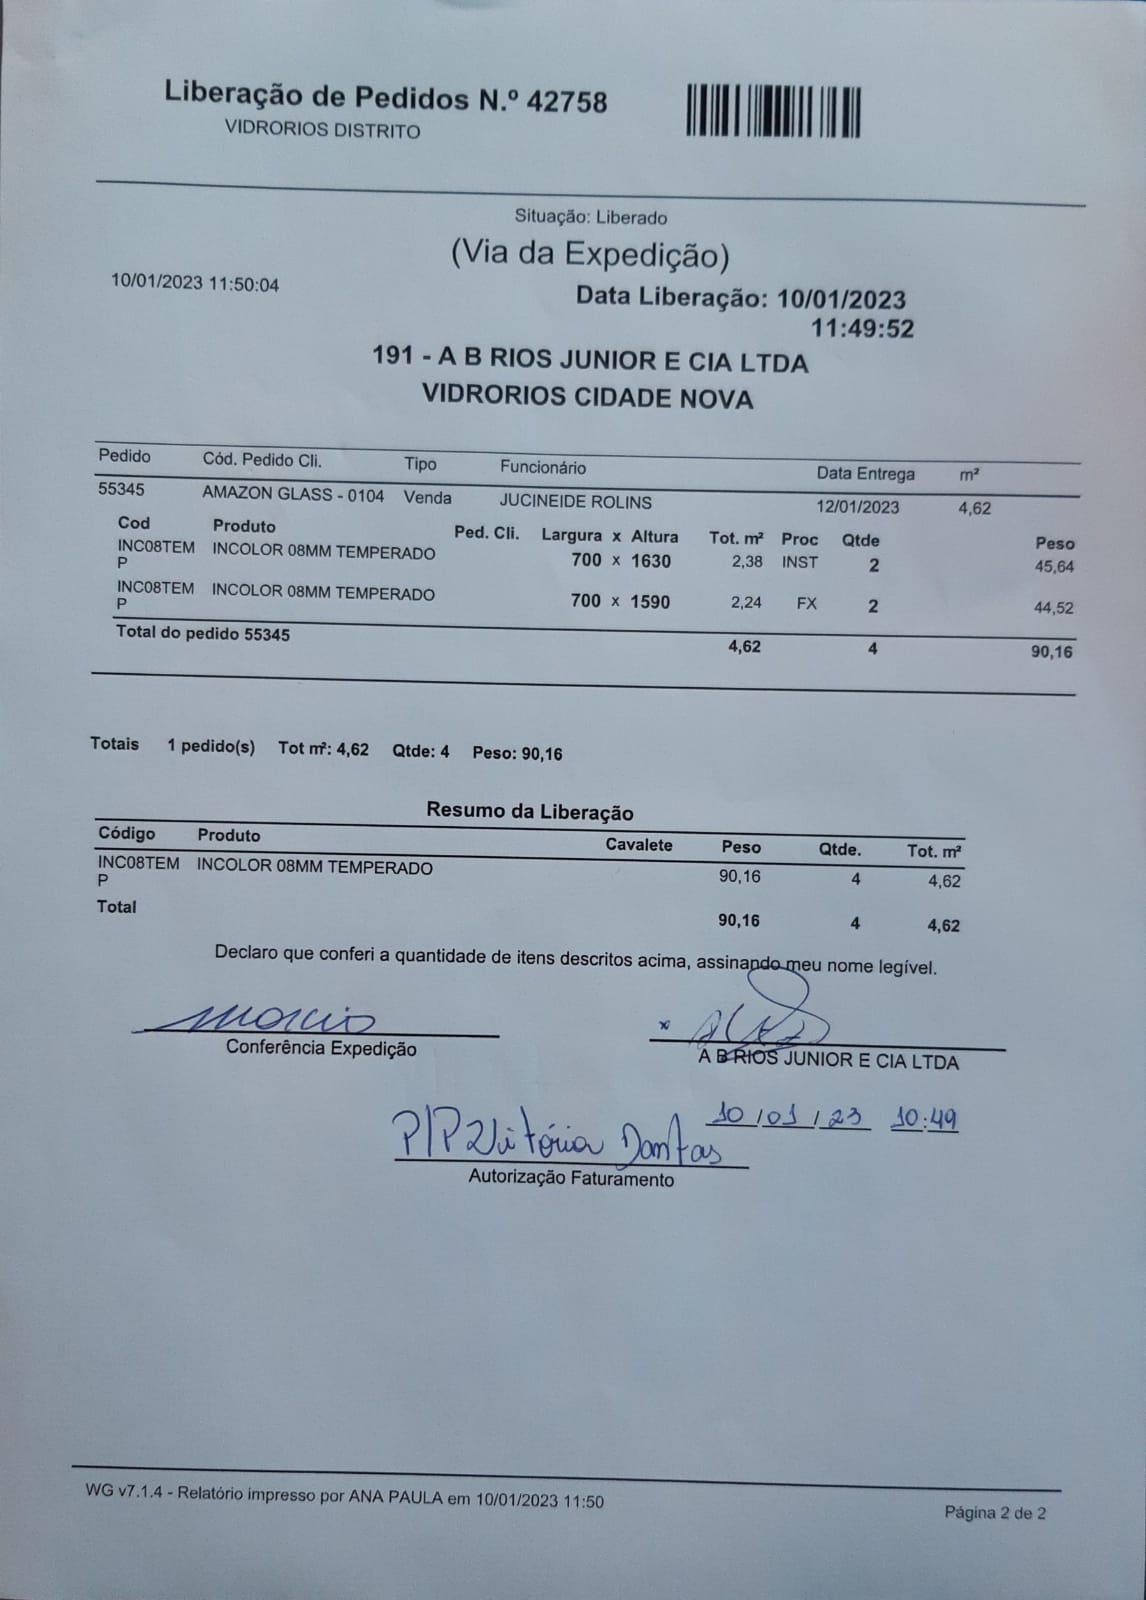 Liberação de Pedidos N.º 42758
VIDRORIOS DISTRITO
Situação: Liberado
(Via da Expedição)
10/01/2023 11:50:04
Data Liberação: 10/01/2023
11:49:52
191 - A B RIOS JUNIOR E CIA LTDA
VIDRORIOS CIDADE NOVA
Pedido Cód. Pedido Cli. Tipo Funcionário Data Entrega m²
55345 AMAZON GLASS - 0104 Venda JUCINEIDE ROLINS 12/01/2023 4,62
Cod Produto Ped. Cli. Largura x Altura Tot. m² Proc Qtde Peso
INC08TEM INCOLOR 08MM TEMPERADO 700 x 1630 2,38 INST 2 45,64
P
INC08TEM INCOLOR 08MM TEMPERADO 700 x 1590 2,24 FX 2 44,52
P
Total do pedido 55345 4,62 4 90,16
Totais 1 pedido(s) Tot m²: 4,62 Qtde: 4 Peso: 90,16
Resumo da Liberação
Código Produto Cavalete Peso Qtde. Tot. m²
INC08TEM INCOLOR 08MM TEMPERADO 90,16 4 4,62
P
Total 90,16 4 4,62
Declaro que conferi a quantidade de itens descritos acima, assinando meu nome legível.
marcio
Conferência Expedição
A B RIOS JUNIOR E CIA LTDA
10/01/23 10:49
P/P Vitória Dantas
Autorização Faturamento
WG v7.1.4 - Relatório impresso por ANA PAULA em 10/01/2023 11:50
Página 2 de 2